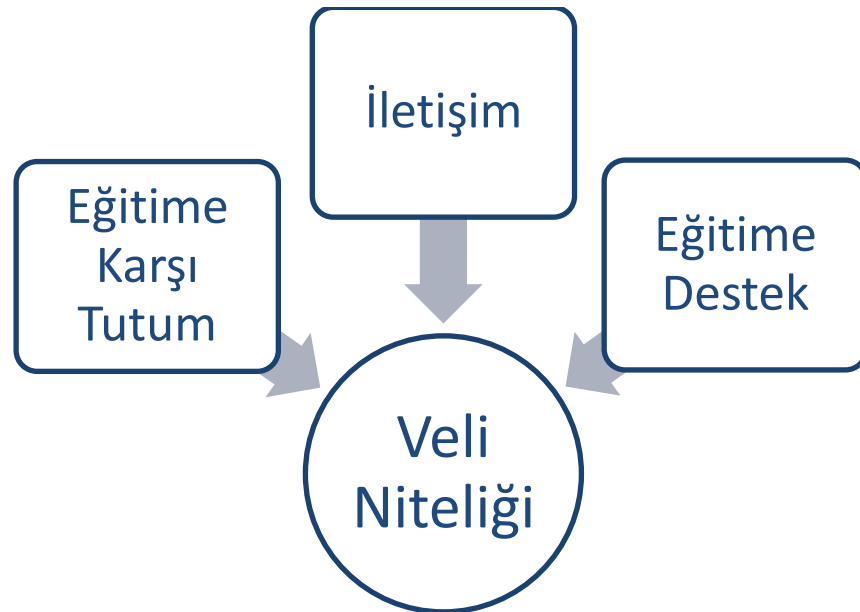 İletişim
Eğitime
Karşı
Tutum
Eğitime
Destek
Veli
Niteliği